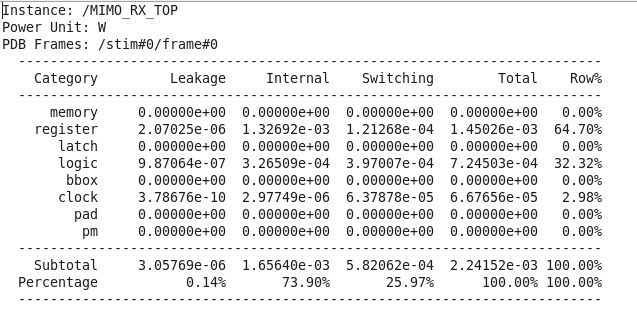 Instance: /MIMO_RX_TOP
Power Unit: W
PDB Frames: /stim#0/frame#0
-------------------------------------------------------------------------
Category Leakage Internal Switching Total Row%
-------------------------------------------------------------------------
memory 0.00000e+00 0.00000e+00 0.00000e+00 0.00000e+00 0.00%
register 2.07025e-06 1.32692e-03 1.21268e-04 1.45026e-03 64.70%
latch 0.00000e+00 0.00000e+00 0.00000e+00 0.00000e+00 0.00%
logic 9.87064e-07 3.26509e-04 3.97007e-04 7.24503e-04 32.32%
bbox 0.00000e+00 0.00000e+00 0.00000e+00 0.00000e+00 0.00%
clock 3.78676e-10 2.97749e-06 6.37878e-05 6.67656e-05 2.98%
pad 0.00000e+00 0.00000e+00 0.00000e+00 0.00000e+00 0.00%
pm 0.00000e+00 0.00000e+00 0.00000e+00 0.00000e+00 0.00%
-------------------------------------------------------------------------
Subtotal 3.05769e-06 1.65640e-03 5.82062e-04 2.24152e-03 100.00%
Percentage 0.14% 73.90% 25.97% 100.00% 100.00%
-------------------------------------------------------------------------